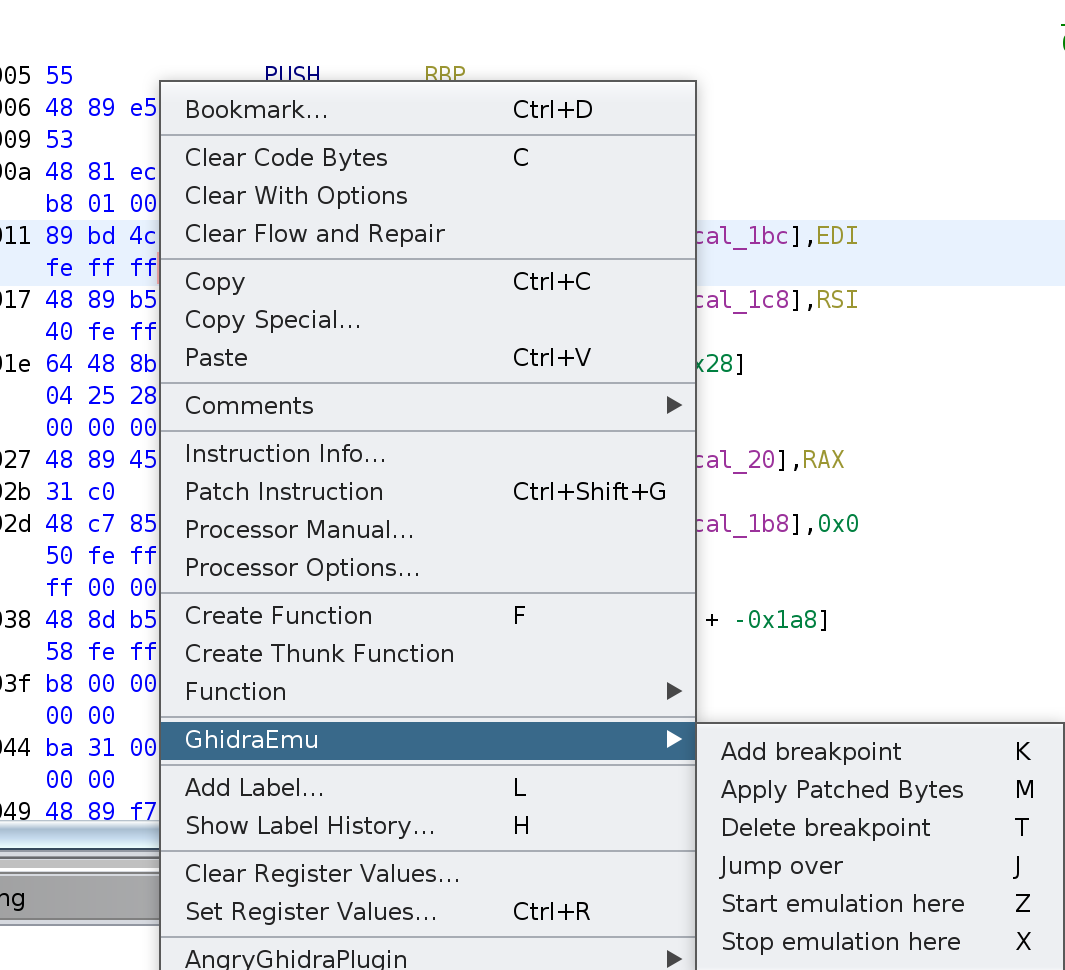 005 55 PUSH RBP
006 48 89 e5
009 53
00a 48 81 ec
b8 01 00
011 89 bd 4c cal_1bc],EDI
fe ff ff
017 48 89 b5 cal_1c8],RSI
40 fe ff
01e 64 48 8b x28]
04 25 28
00 00 00
027 48 89 45 cal_20],RAX
02b 31 c0
02d 48 c7 85 cal_1b8],0x0
50 fe ff
ff 00 00
038 48 8d b5 + -0x1a8]
58 fe ff
03f b8 00 00
00 00
044 ba 31 00
00 00
049 48 89 f7
ng
Bookmark... Ctrl+D
Clear Code Bytes C
Clear With Options
Clear Flow and Repair
Copy Ctrl+C
Copy Special...
Paste Ctrl+V
Comments
Instruction Info...
Patch Instruction Ctrl+Shift+G
Processor Manual...
Processor Options...
Create Function F
Create Thunk Function
Function
GhidraEmu
Add Label... L
Show Label History... H
Clear Register Values...
Set Register Values... Ctrl+R
AngryGhidraPlugin
Add breakpoint K
Apply Patched Bytes M
Delete breakpoint T
Jump over J
Start emulation here Z
Stop emulation here X